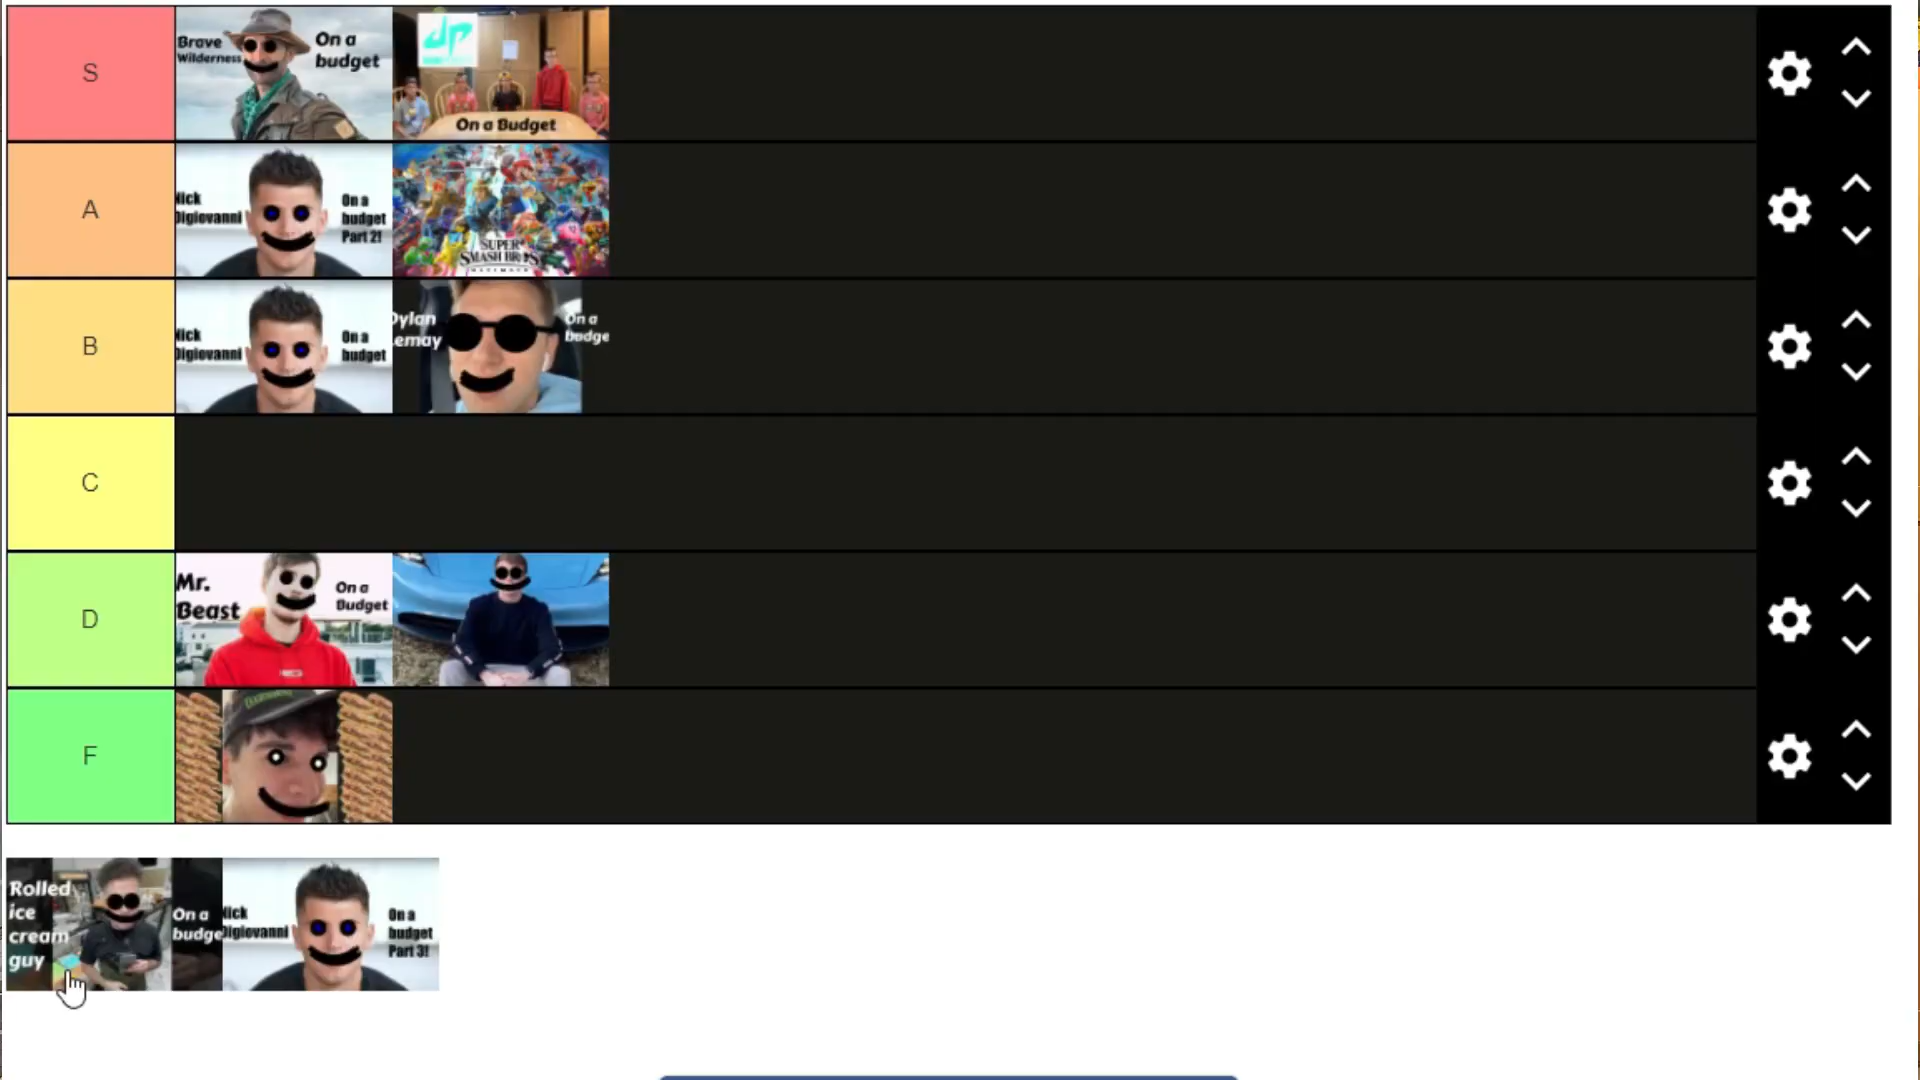 S
Brave
Wilderness
On a
budget
dp
On a Budget
A
Nick
Digiovanni
On a
budget
Part 2!
SUPER
SMASH BROS
ULTIMATE
B
Nick
Digiovanni
On a
budget
Dylan
Lemay
On a
budge
C
D
Mr.
Beast
On a
Budget
F
Rolled
ice
cream
guy
On a
budge
Nick
Digiovanni
On a
budget
Part 3!